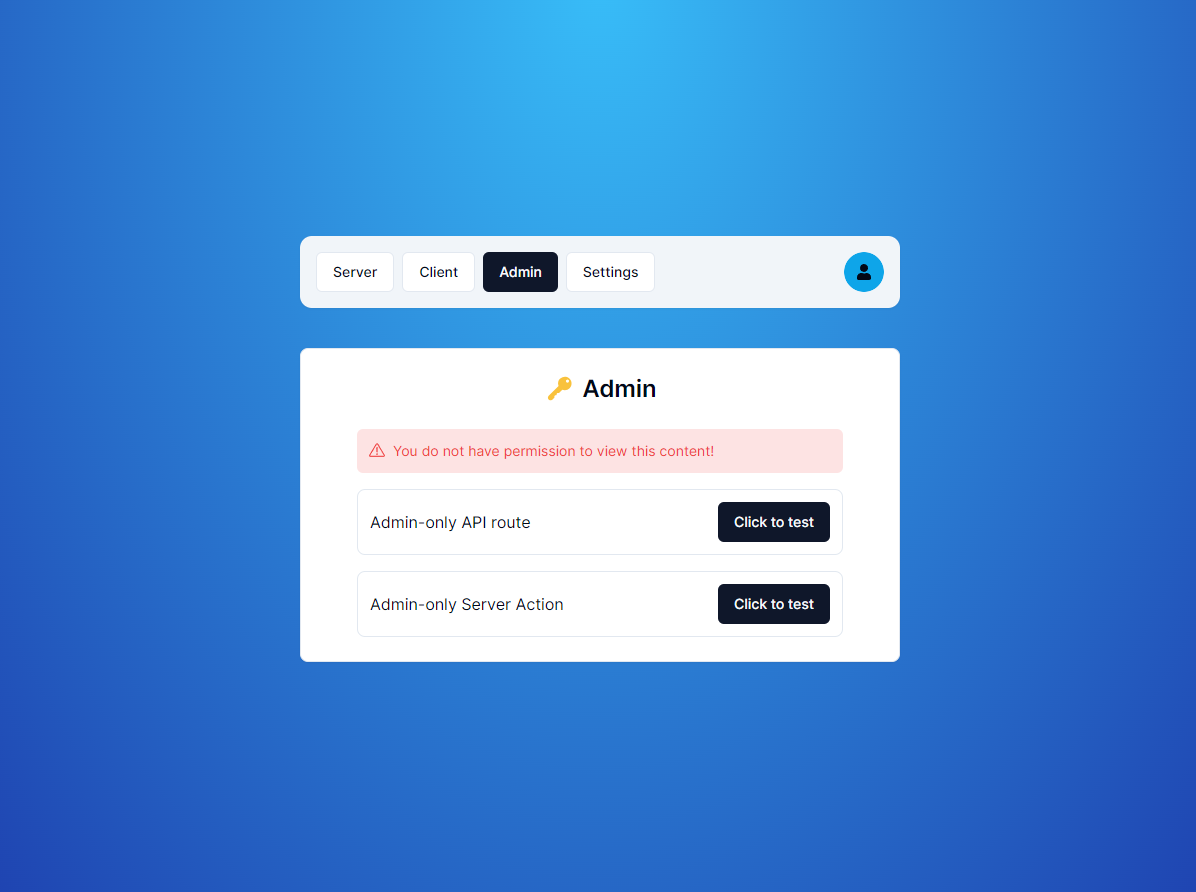 Server
Client
Admin
Settings
Admin
You do not have permission to view this content!
Admin-only API route
Click to test
Admin-only Server Action
Click to test